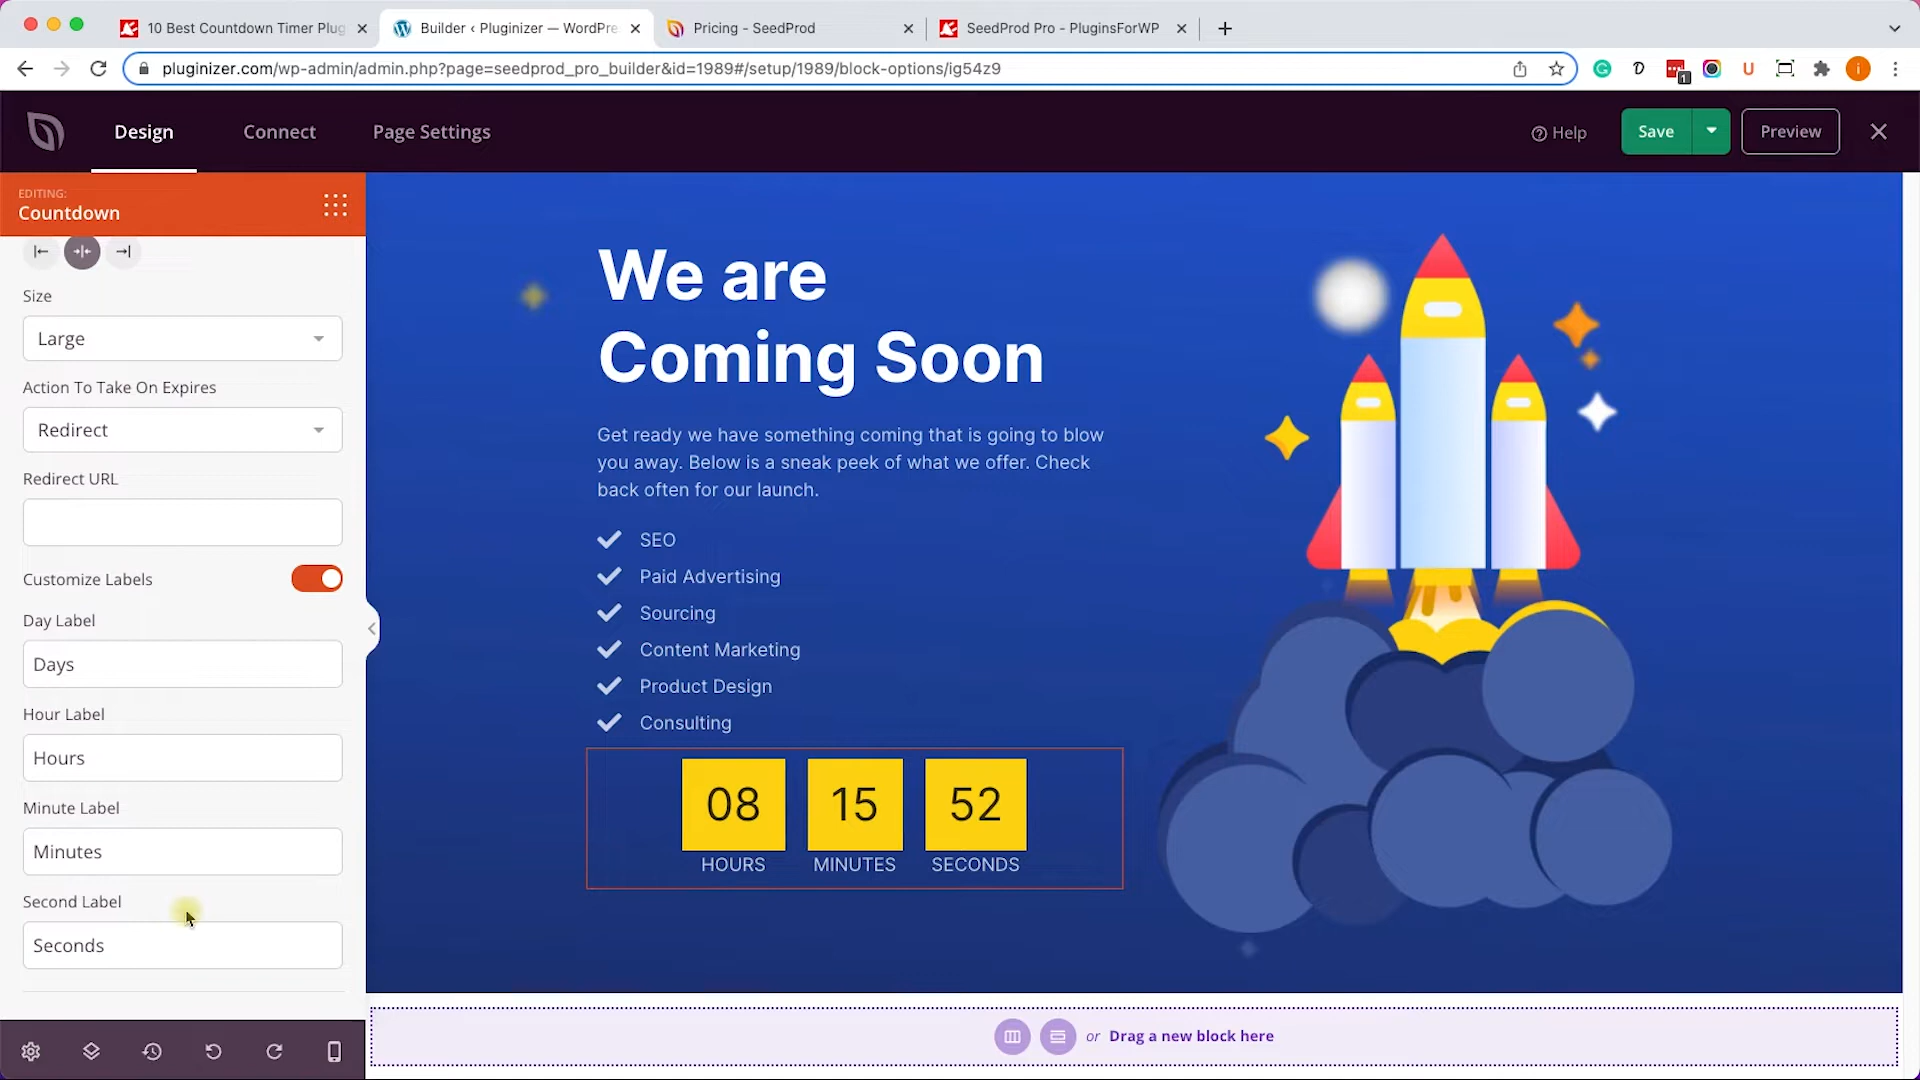 10 Best Countdown Timer Plug
Builder ‹ Pluginizer — WordPre
Pricing - SeedProd
SeedProd Pro - PluginsForWP
pluginizer.com/wp-admin/admin.php?page=seedprod_pro_builder&id=1989#/setup/1989/block-options/ig54z9
1
U
i
Design
Connect
Page Settings
Help
Save
Preview
EDITING:
Countdown
Size
Large
Action To Take On Expires
Redirect
Redirect URL
Customize Labels
Day Label
Days
Hour Label
Hours
Minute Label
Minutes
Second Label
Seconds
We are
Coming Soon
Get ready we have something coming that is going to blow
you away. Below is a sneak peek of what we offer. Check
back often for our launch.
SEO
Paid Advertising
Sourcing
Content Marketing
Product Design
Consulting
08 15 52
HOURS MINUTES SECONDS
or Drag a new block here